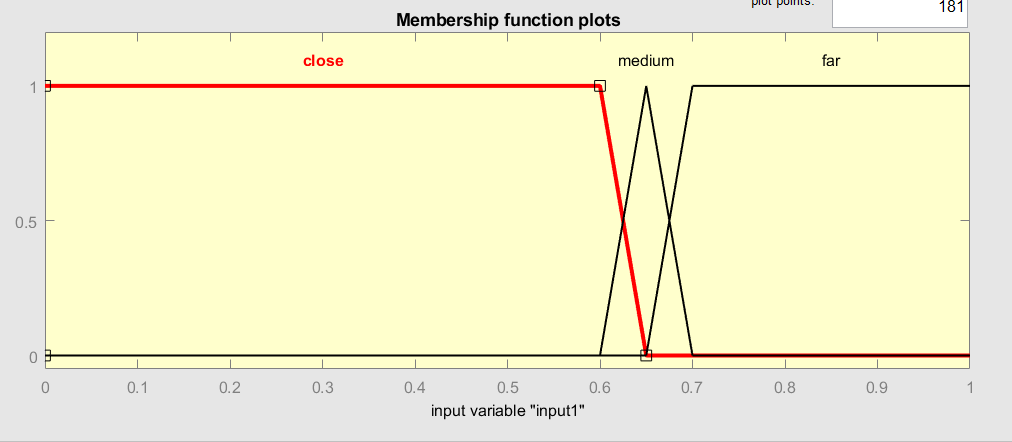 plot points:
181
Membership function plots
close
medium
far
1
0.5
0
0 0.1 0.2 0.3 0.4 0.5 0.6 0.7 0.8 0.9 1
input variable "input1"